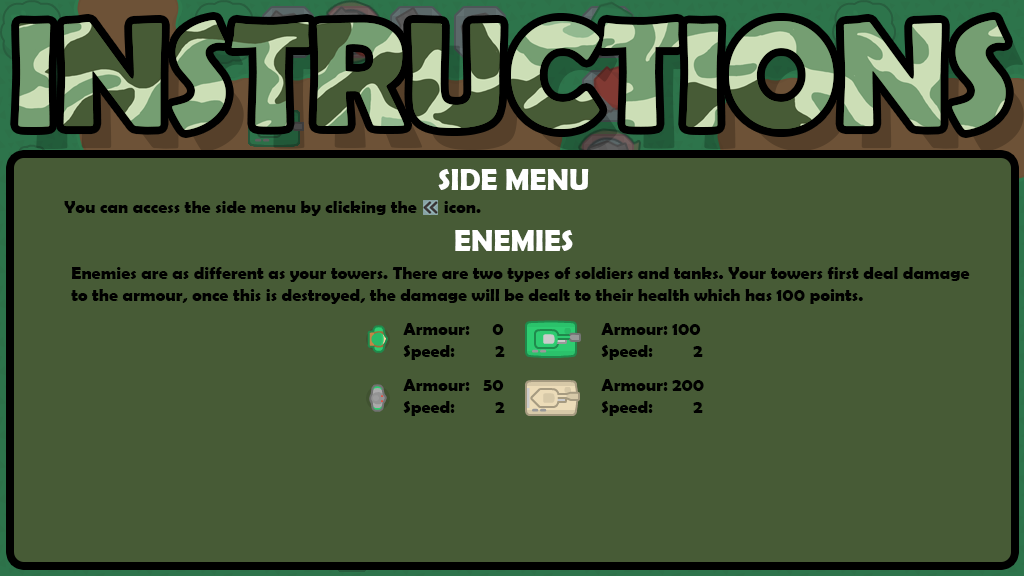 INSTRUCTIONS
SIDE MENU
You can access the side menu by clicking the « icon.
ENEMIES
Enemies are as different as your towers. There are two types of soldiers and tanks. Your towers first deal damage
to the armour, once this is destroyed, the damage will be dealt to their health which has 100 points.
Armour: 0 Armour: 100
Speed: 2 Speed: 2
Armour: 50 Armour: 200
Speed: 2 Speed: 2